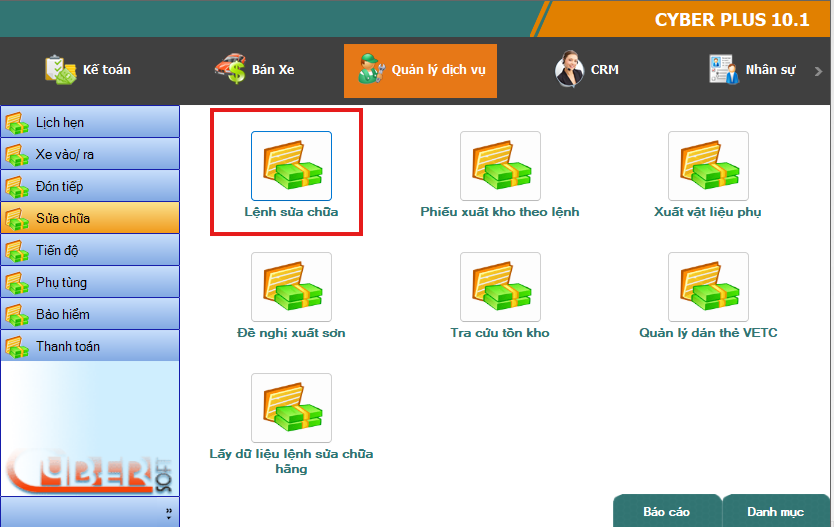 CYBER PLUS 10.1
Kế toán
Bán Xe
Quản lý dịch vụ
CRM
Nhân sự
Lịch hẹn
Xe vào/ ra
Đón tiếp
Sửa chữa
Tiến độ
Phụ tùng
Bảo hiểm
Thanh toán
Lệnh sửa chữa
Phiếu xuất kho theo lệnh
Xuất vật liệu phụ
Đề nghị xuất sơn
Tra cứu tồn kho
Quản lý dán thẻ VETC
Lấy dữ liệu lệnh sửa chữa
hãng
CYBER SOFT
Báo cáo
Danh mục